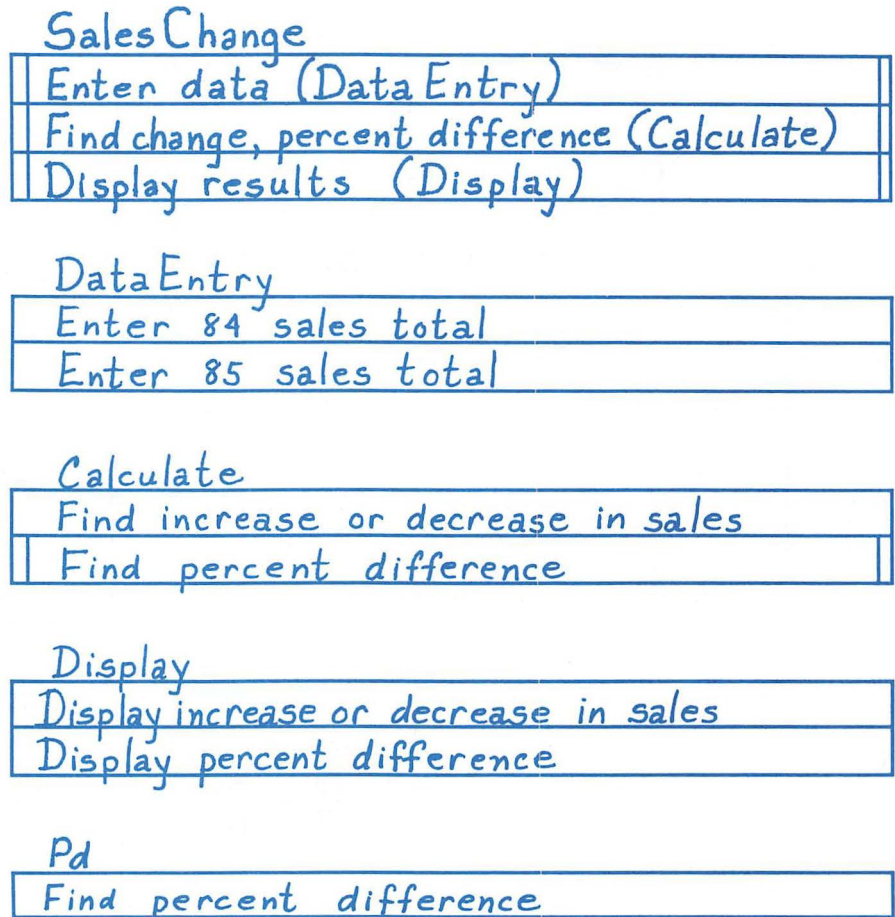 Sales Change
Enter data (Data Entry)
Find change, percent difference (Calculate)
Display results (Display)
Data Entry
Enter 84 sales total
Enter 85 sales total
Calculate
Find increase or decrease in sales
Find percent difference
Display
Display increase or decrease in sales
Display percent difference
Pd
Find percent difference